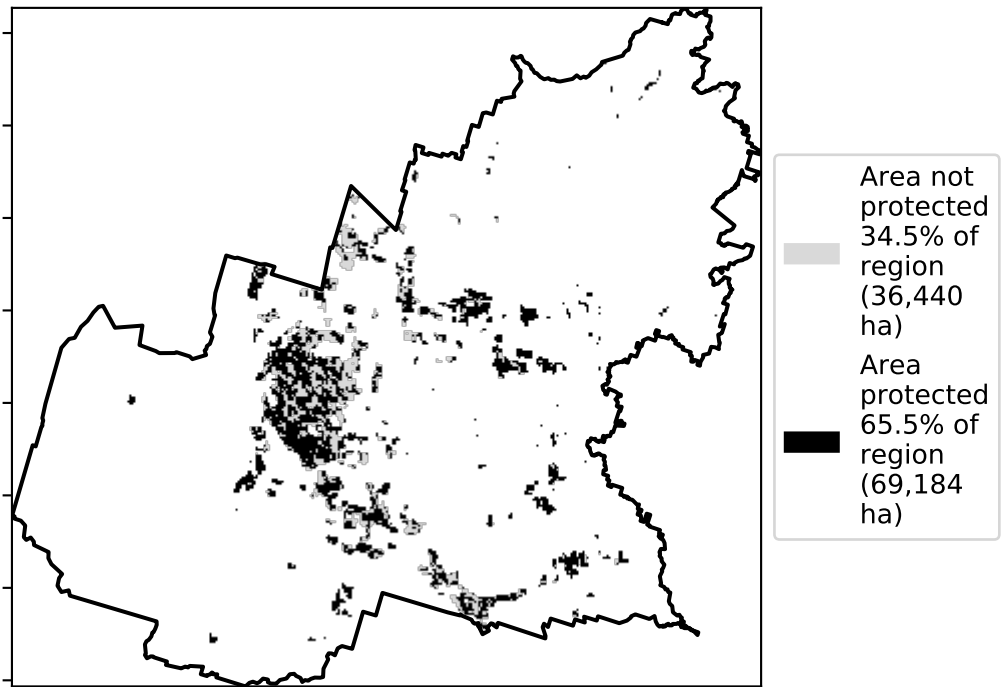 Area not
protected
34.5% of
region
(36,440
ha)
Area
protected
65.5% of
region
(69,184
ha)